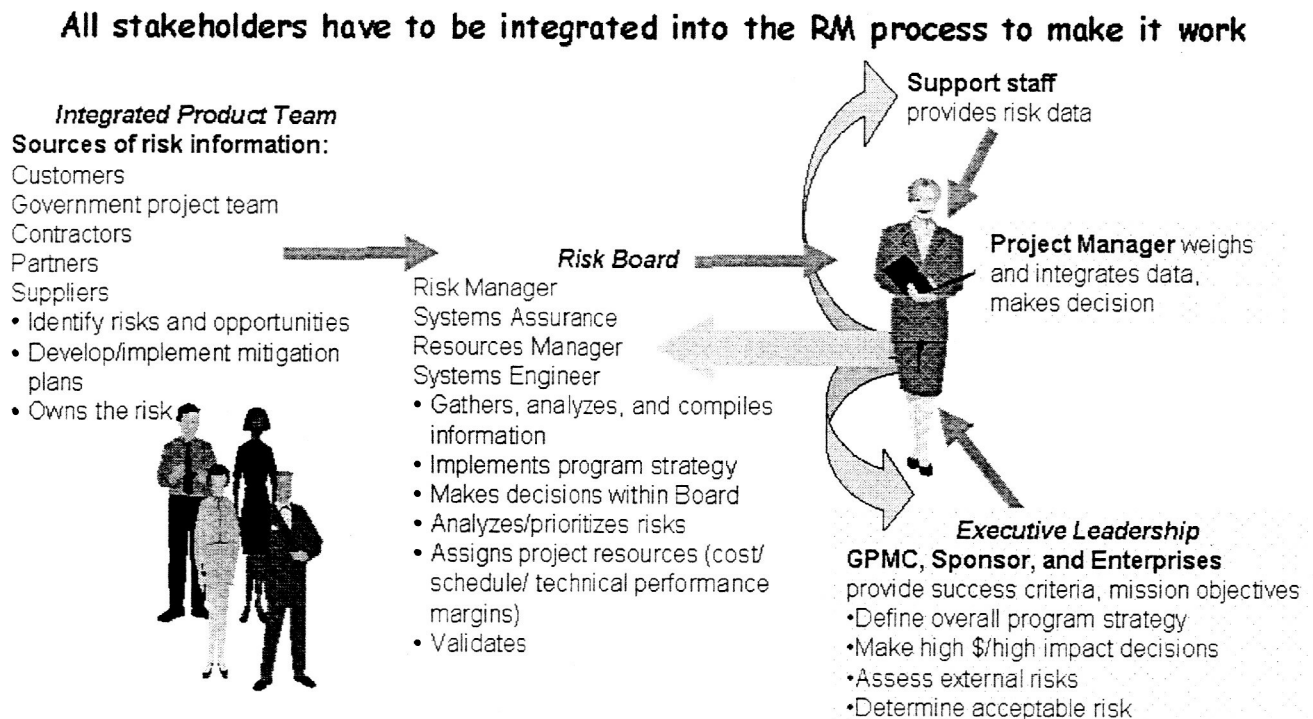 All stakeholders have to be integrated into the RM process to make it work
Integrated Product Team
Sources of risk information:
Customers
Government project team
Contractors
Partners
Suppliers
• Identify risks and opportunities
• Develop/implement mitigation
plans
• Owns the risk
Risk Board
Risk Manager
Systems Assurance
Resources Manager
Systems Engineer
• Gathers, analyzes, and compiles
information
• Implements program strategy
• Makes decisions within Board
• Analyzes/prioritizes risks
• Assigns project resources (cost/
schedule/ technical performance
margins)
• Validates
Support staff
provides risk data
Project Manager weighs
and integrates data,
makes decision
Executive Leadership
GPMC, Sponsor, and Enterprises
provide success criteria, mission objectives
•Define overall program strategy
•Make high $/high impact decisions
•Assess external risks
•Determine acceptable risk